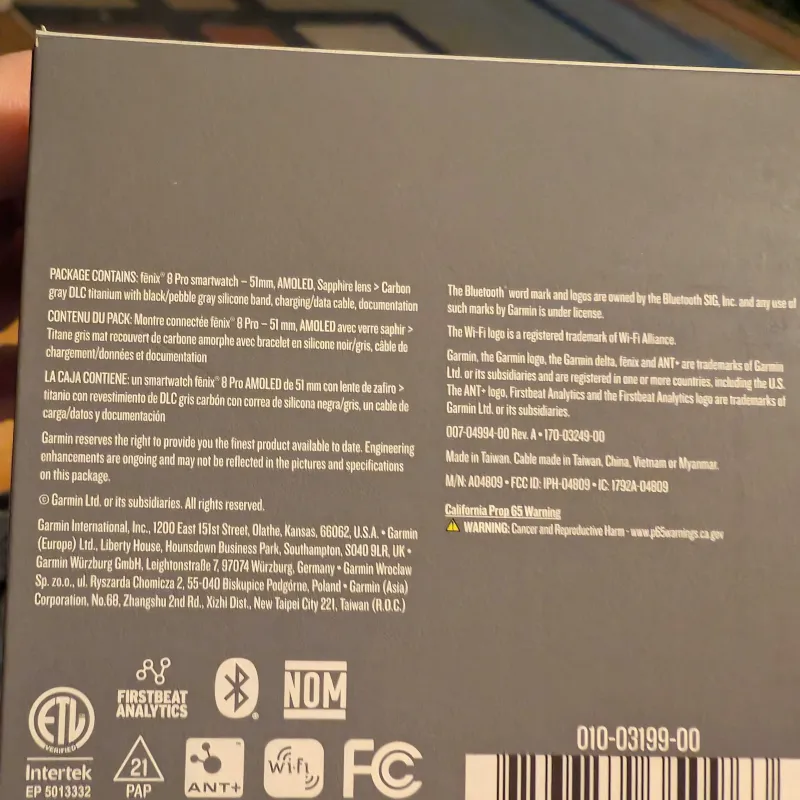 PACKAGE CONTAINS: fēnix® 8 Pro smartwatch – 51mm, AMOLED, Sapphire lens > Carbon
gray DLC titanium with black/pebble gray silicone band, charging/data cable, documentation
CONTENU DU PACK: Montre connectée fēnix® 8 Pro – 51 mm, AMOLED avec verre saphir >
Titane gris mat recouvert de carbone amorphe avec bracelet en silicone noir/gris, câble de
chargement/données et documentation
LA CAJA CONTIENE: un smartwatch fēnix® 8 Pro AMOLED de 51 mm con lente de zafiro >
titanio con revestimiento de DLC gris carbón con correa de silicona negra/gris, un cable de
carga/datos y documentación
Garmin reserves the right to provide you the finest product available to date. Engineering
enhancements are ongoing and may not be reflected in the pictures and specifications
on this package.
© Garmin Ltd. or its subsidiaries. All rights reserved.
Garmin International, Inc., 1200 East 151st Street, Olathe, Kansas, 66062, U.S.A. • Garmin
(Europe) Ltd., Liberty House, Hounsdown Business Park, Southampton, SO40 9LR, UK •
Garmin Würzburg GmbH, Leightonstraße 7, 97074 Würzburg, Germany • Garmin Wroclaw
Sp. zo.o., ul. Ryszarda Chomicza 2, 55-040 Biskupice Podgórne, Poland • Garmin (Asia)
Corporation, No.68, Zhangshu 2nd Rd., Xizhi Dist., New Taipei City 221, Taiwan (R.O.C.)
The Bluetooth® word mark and logos are owned by the Bluetooth SIG, Inc. and any use of
such marks by Garmin is under license.
The Wi-Fi logo is a registered trademark of Wi-Fi Alliance.
Garmin, the Garmin logo, the Garmin delta, fēnix and ANT+ are trademarks of Garmin
Ltd. or its subsidiaries and are registered in one or more countries, including the U.S.
The ANT+ logo, Firstbeat Analytics and the Firstbeat Analytics logo are trademarks of
Garmin Ltd. or its subsidiaries.
007-04994-00 Rev. A • 170-03249-00
Made in Taiwan. Cable made in Taiwan, China, Vietnam or Myanmar.
M/N: A04809 • FCC ID: IPH-04809 • IC: 1792A-04809
California Prop 65 Warning
WARNING: Cancer and Reproductive Harm - www.p65warnings.ca.gov
FIRSTBEAT
ANALYTICS
NOM
ETL
VERIFIED
Intertek
EP 5013332
21
PAP
ANT+
Wi-Fi
FC
010-03199-00